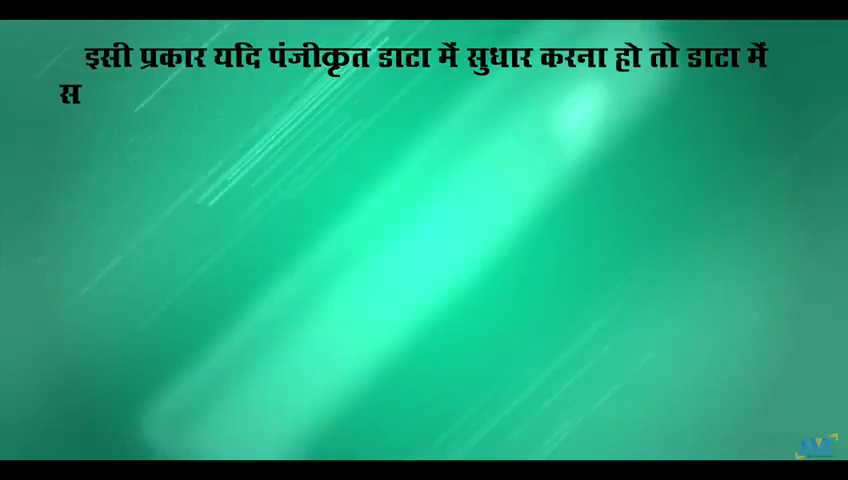 इसी प्रकार यदि पंजीकृत डाटा में सुधार करना हो तो डाटा में
स